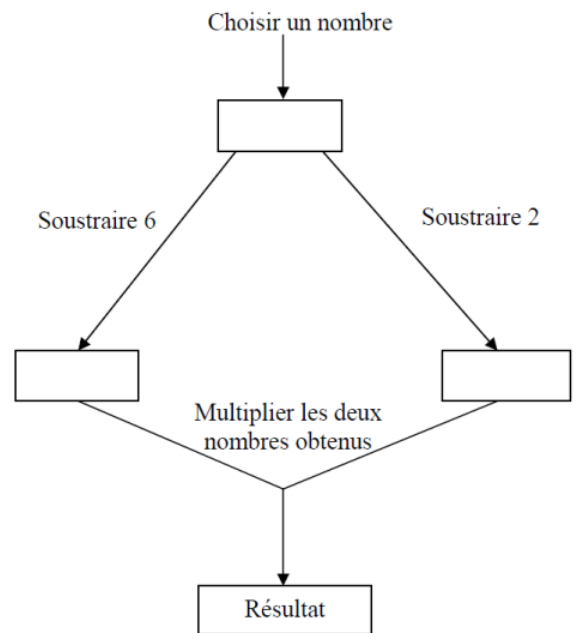 Choisir un nombre
Soustraire 6
Soustraire 2
Multiplier les deux
nombres obtenus
Résultat